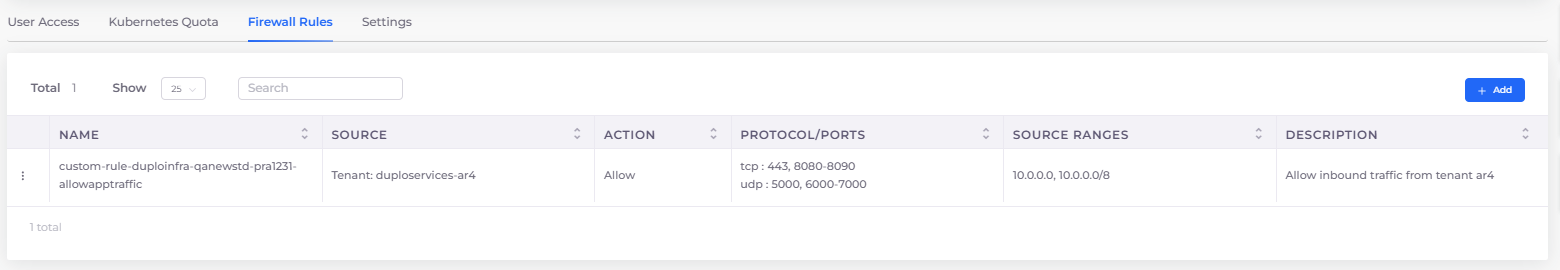 User Access Kubernetes Quota Firewall Rules Settings
Total 1 Show 25 Search + Add
NAME SOURCE ACTION PROTOCOL/PORTS SOURCE RANGES DESCRIPTION
custom-rule-duploinfra-qanewstd-pra1231-
allowapptraffic
Tenant: duploservices-ar4
Allow
tcp : 443, 8080-8090
udp : 5000, 6000-7000
10.0.0.0, 10.0.0.0/8
Allow inbound traffic from tenant ar4
1 total